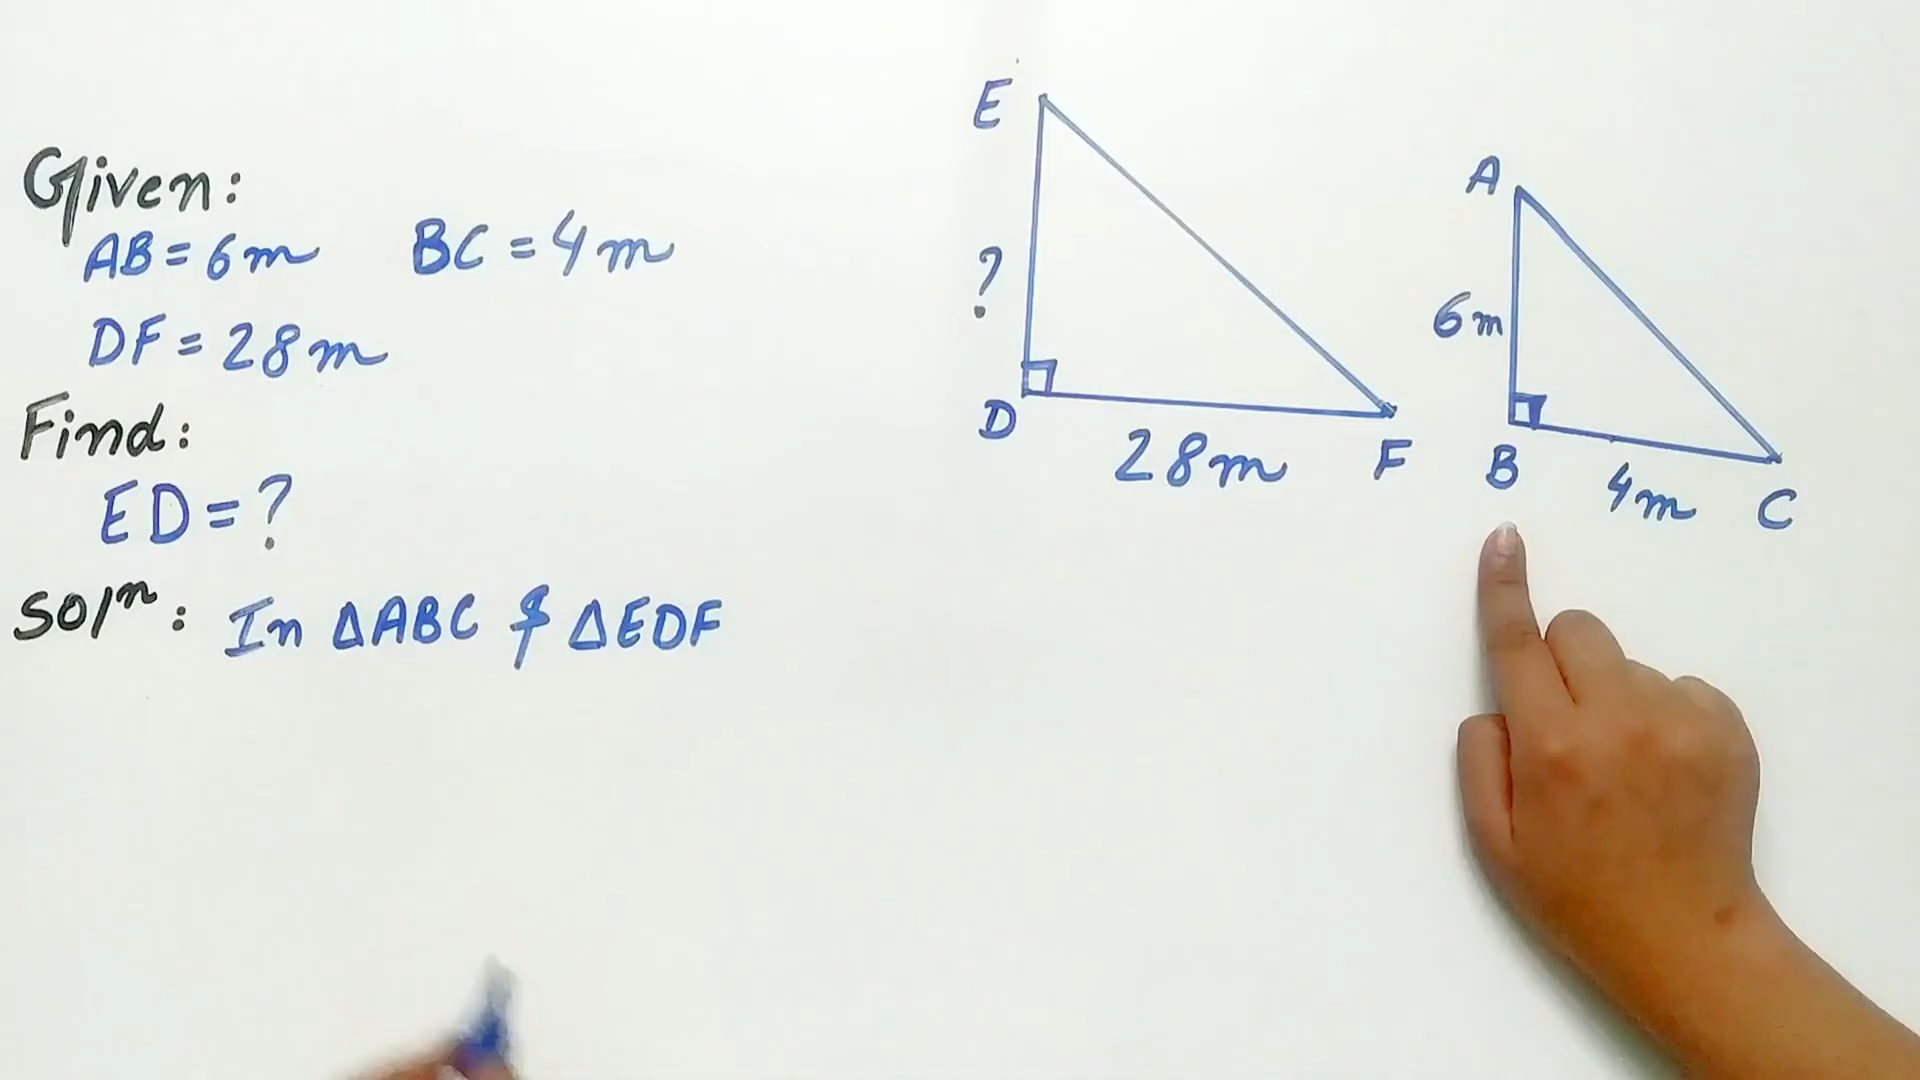 Given:
AB = 6m BC = 4m
DF = 28m
Find:
ED = ?
Solⁿ: In ΔABC & ΔEDF
E
?
D
28m
F
A
6m
B
4m
C